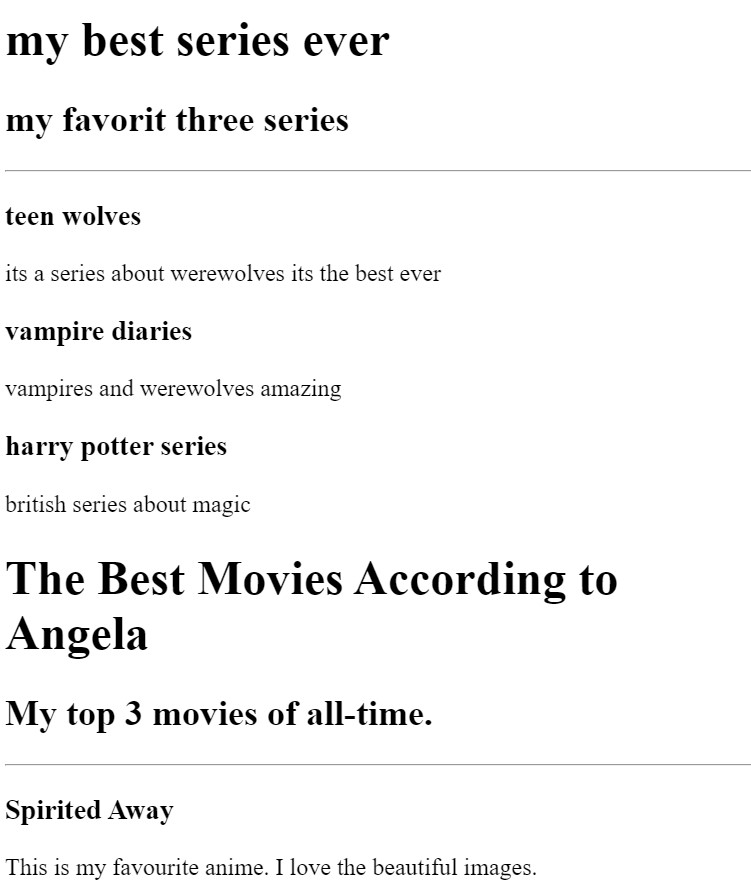 my best series ever
my favorit three series
teen wolves
its a series about werewolves its the best ever
vampire diaries
vampires and werewolves amazing
harry potter series
british series about magic
The Best Movies According to
Angela
My top 3 movies of all-time.
Spirited Away
This is my favourite anime. I love the beautiful images.